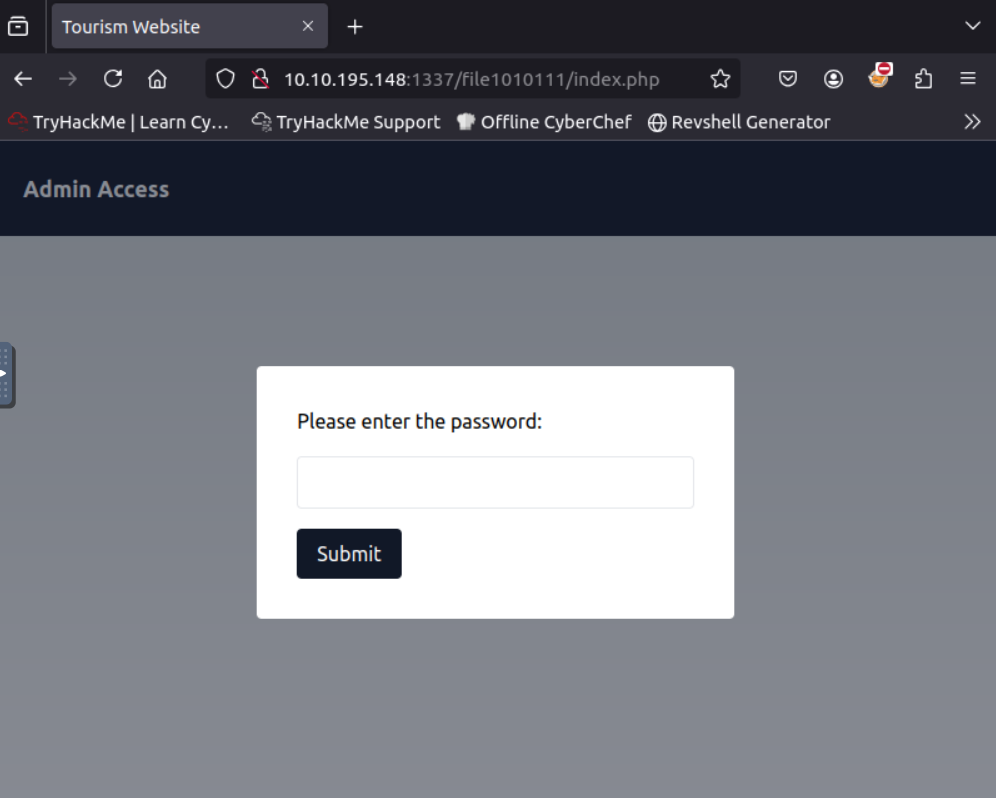 Tourism Website
10.10.195.148:1337/file1010111/index.php
TryHackMe | Learn Cy... TryHackMe Support Offline CyberChef Revshell Generator
Admin Access
Please enter the password:
Submit